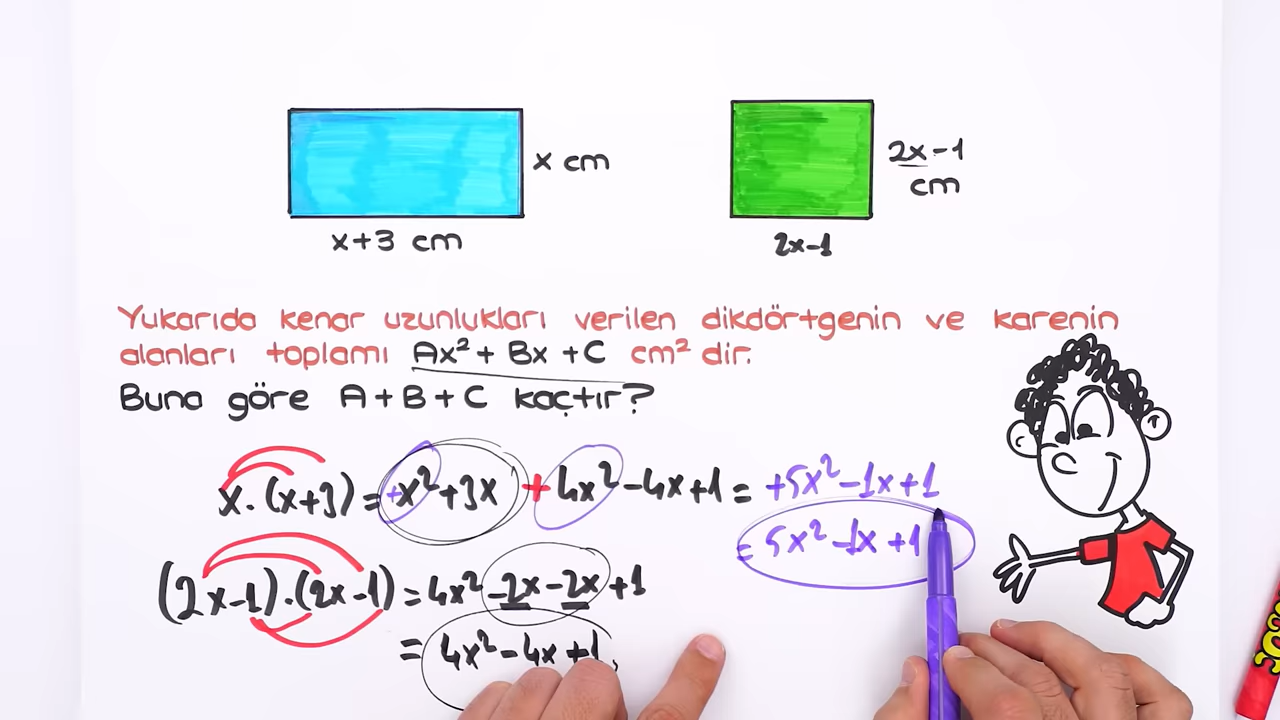 x cm
x+3 cm
2x-1
cm
2x-1
Yukarıda kenar uzunlukları verilen dikdörtgenin ve karenin
alanları toplamı Ax² + Bx + C cm² dir.
Buna göre A + B + C kaçtır?
x.(x+3) = +x²+3x + 4x²-4x+1 = +5x²-1x+1
= 5x²-1x+1
(2x-1).(2x-1) = 4x²-2x-2x+1
= 4x²-4x+1